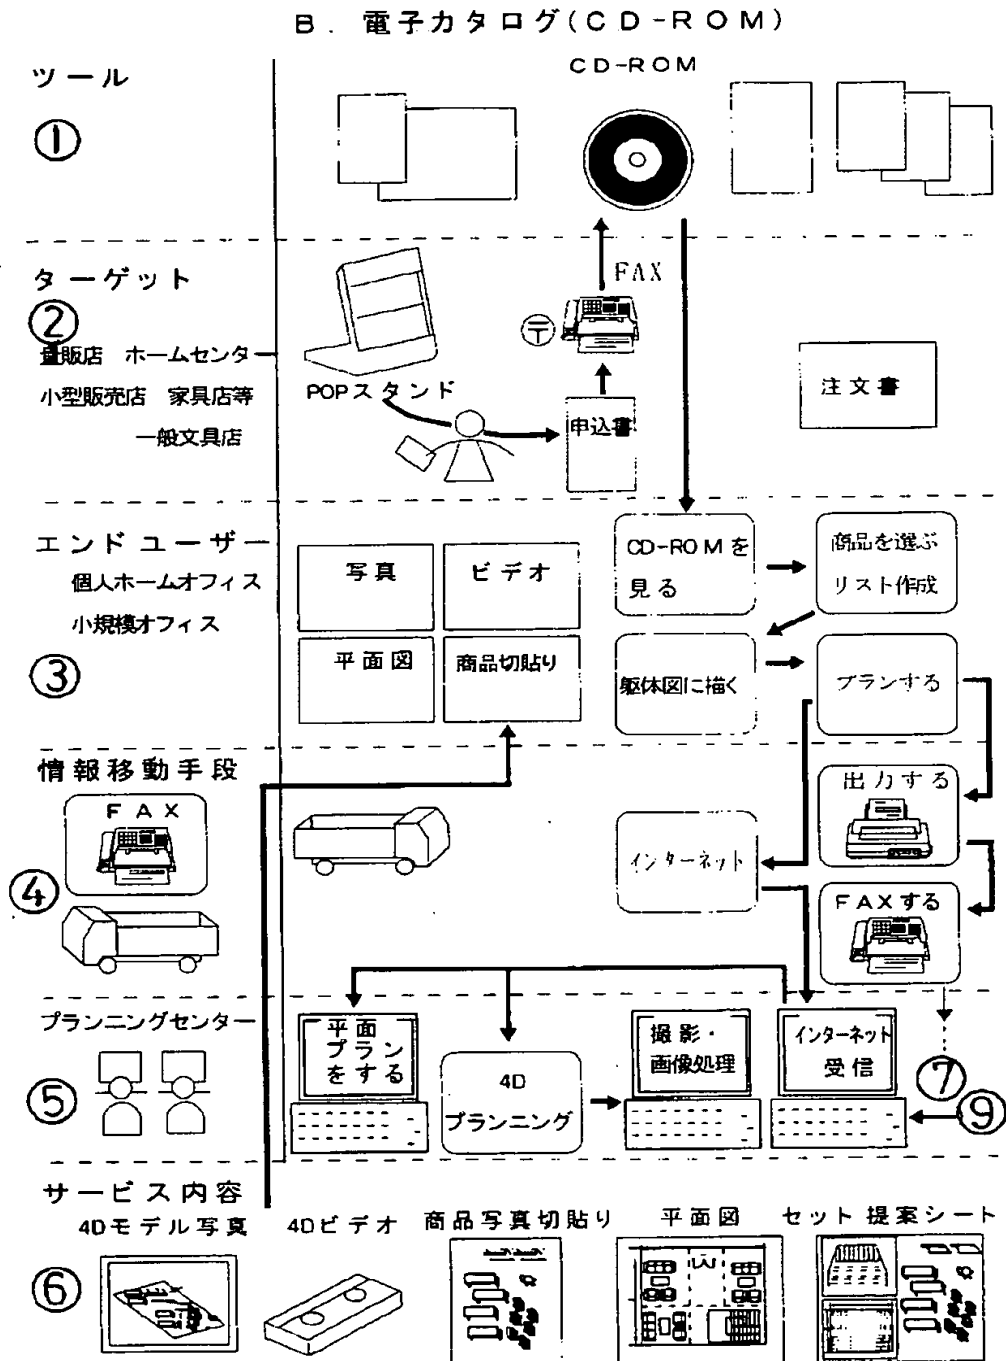 B. 電子カタログ(CD-ROM)
ツール
CD-ROM
①
ターゲット
FAX
②
〒
量販店 ホームセンター
小型販売店 家具店等
一般文具店
POPスタンド
申込書
注文書
エンドユーザー
個人ホームオフィス
小規模オフィス
③
写真
ビデオ
平面図
商品切貼り
CD-ROMを
見る
商品を選ぶ
リスト作成
躯体図に描く
プランする
情報移動手段
FAX
④
インターネット
出力する
FAXする
プランニングセンター
⑤
平面
プラン
をする
4D
プランニング
撮影・
画像処理
インターネット
受信
⑦
⑨
サービス内容
⑥
4Dモデル写真
4Dビデオ
商品写真切貼り
平面図
セット提案シート